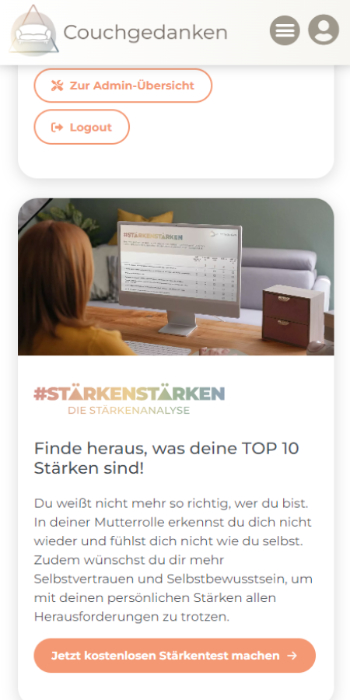 Couchgedanken
Zur Admin-Übersicht
Logout
#STÄRKENSTÄRKEN
#STÄRKENSTÄRKEN
DIE STÄRKENANALYSE
Finde heraus, was deine TOP 10
Stärken sind!
Du weißt nicht mehr so richtig, wer du bist.
In deiner Mutterrolle erkennst du dich nicht
wieder und fühlst dich nicht wie du selbst.
Zudem wünschst du dir mehr
Selbstvertrauen und Selbstbewusstsein, um
mit deinen persönlichen Stärken allen
Herausforderungen zu trotzen.
Jetzt kostenlosen Stärkentest machen